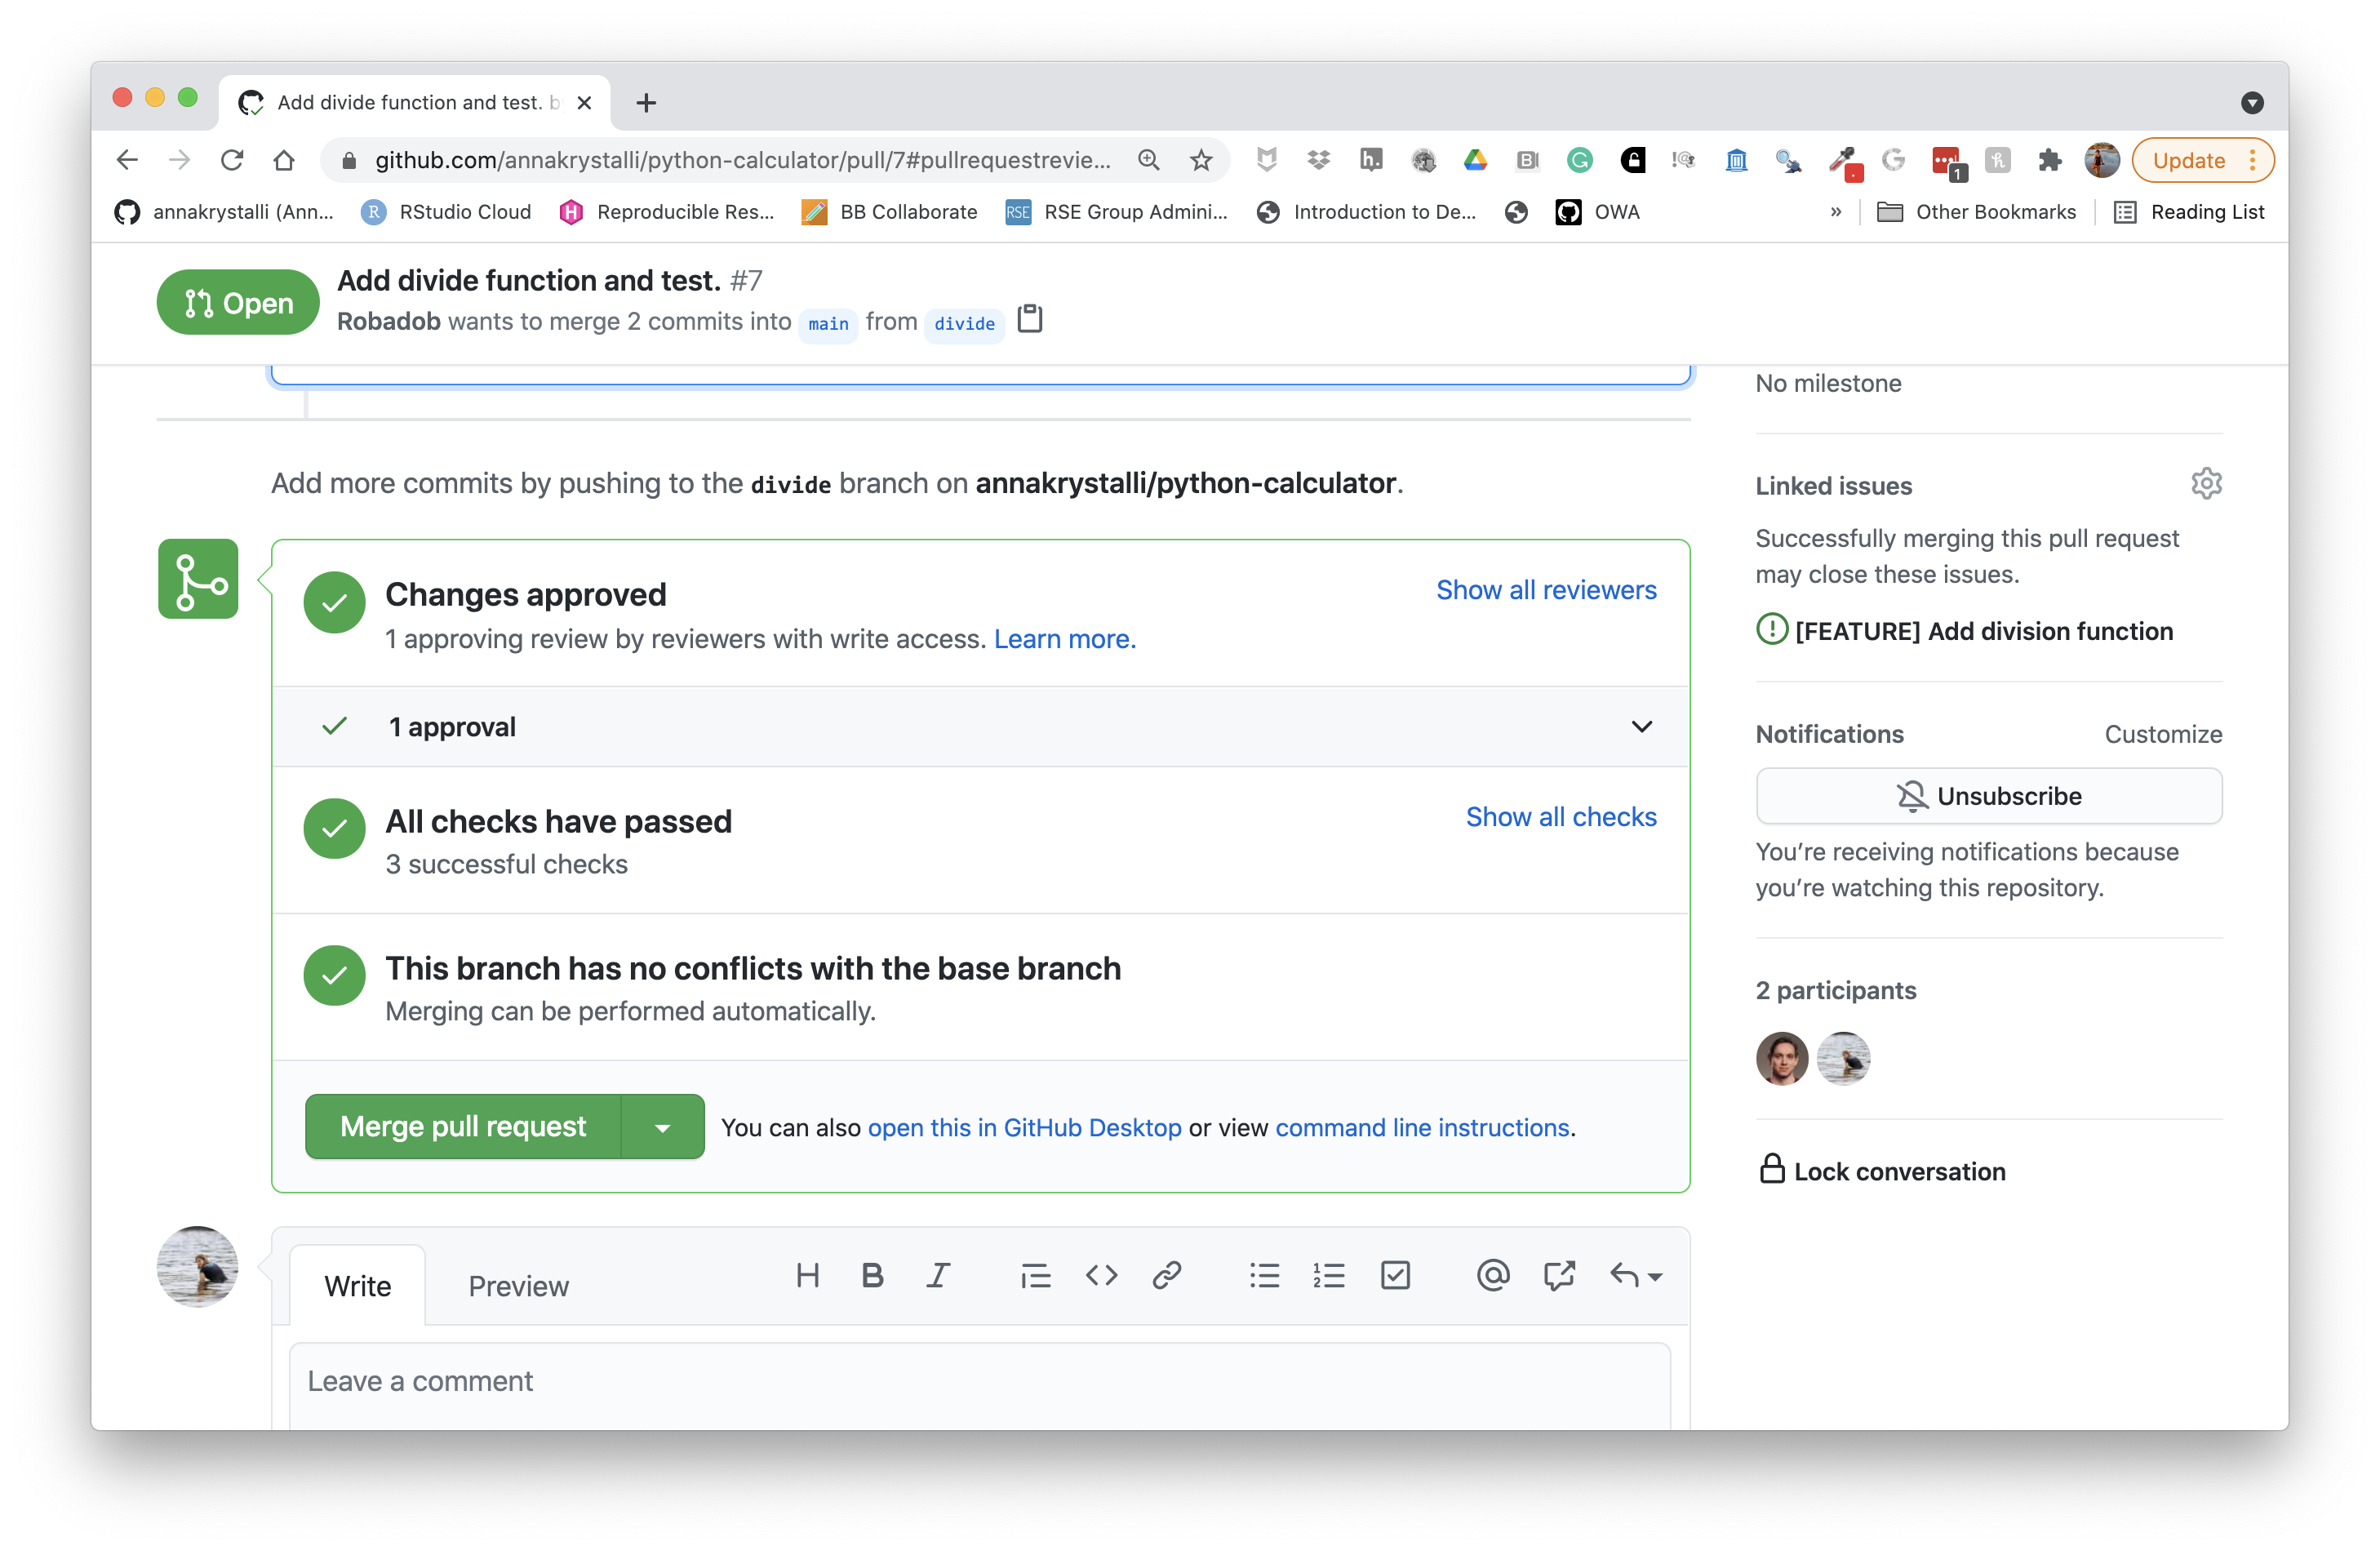 Add divide function and test. b
github.com/annakrystalli/python-calculator/pull/7#pullrequestrevie...
Update
annakrystalli (Ann...
RStudio Cloud
Reproducible Res...
BB Collaborate
RSE Group Admini...
Introduction to De...
OWA
»
Other Bookmarks
Reading List
Open
Add divide function and test. #7
Robadob wants to merge 2 commits into main from divide
No milestone
Add more commits by pushing to the divide branch on annakrystalli/python-calculator.
Changes approved
Show all reviewers
1 approving review by reviewers with write access. Learn more.
1 approval
All checks have passed
Show all checks
3 successful checks
This branch has no conflicts with the base branch
Merging can be performed automatically.
Merge pull request
You can also open this in GitHub Desktop or view command line instructions.
Write
Preview
Leave a comment
Linked issues
Successfully merging this pull request
may close these issues.
[FEATURE] Add division function
Notifications
Customize
Unsubscribe
You're receiving notifications because
you're watching this repository.
2 participants
Lock conversation